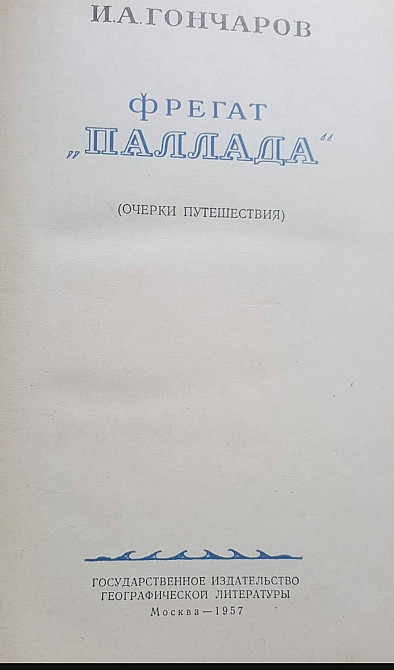 И.А.ГОНЧАРОВ
ФРЕГАТ
„ПАЛЛАДА“
(ОЧЕРКИ ПУТЕШЕСТВИЯ)
ГОСУДАРСТВЕННОЕ ИЗДАТЕЛЬСТВО
ГЕОГРАФИЧЕСКОЙ ЛИТЕРАТУРЫ
Москва—1957